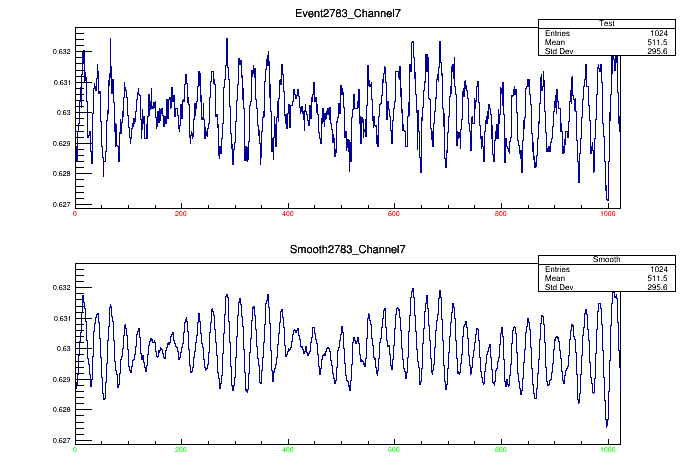 Event2783_Channel7
Test
Entries 1024
Mean 511.5
Std Dev 295.6
0.632
0.631
0.63
0.629
0.628
0.627
0 200 400 600 800 1000
Smooth2783_Channel7
Smooth
Entries 1024
Mean 511.5
Std Dev 295.6
0.632
0.631
0.63
0.629
0.628
0.627
0 200 400 600 800 1000